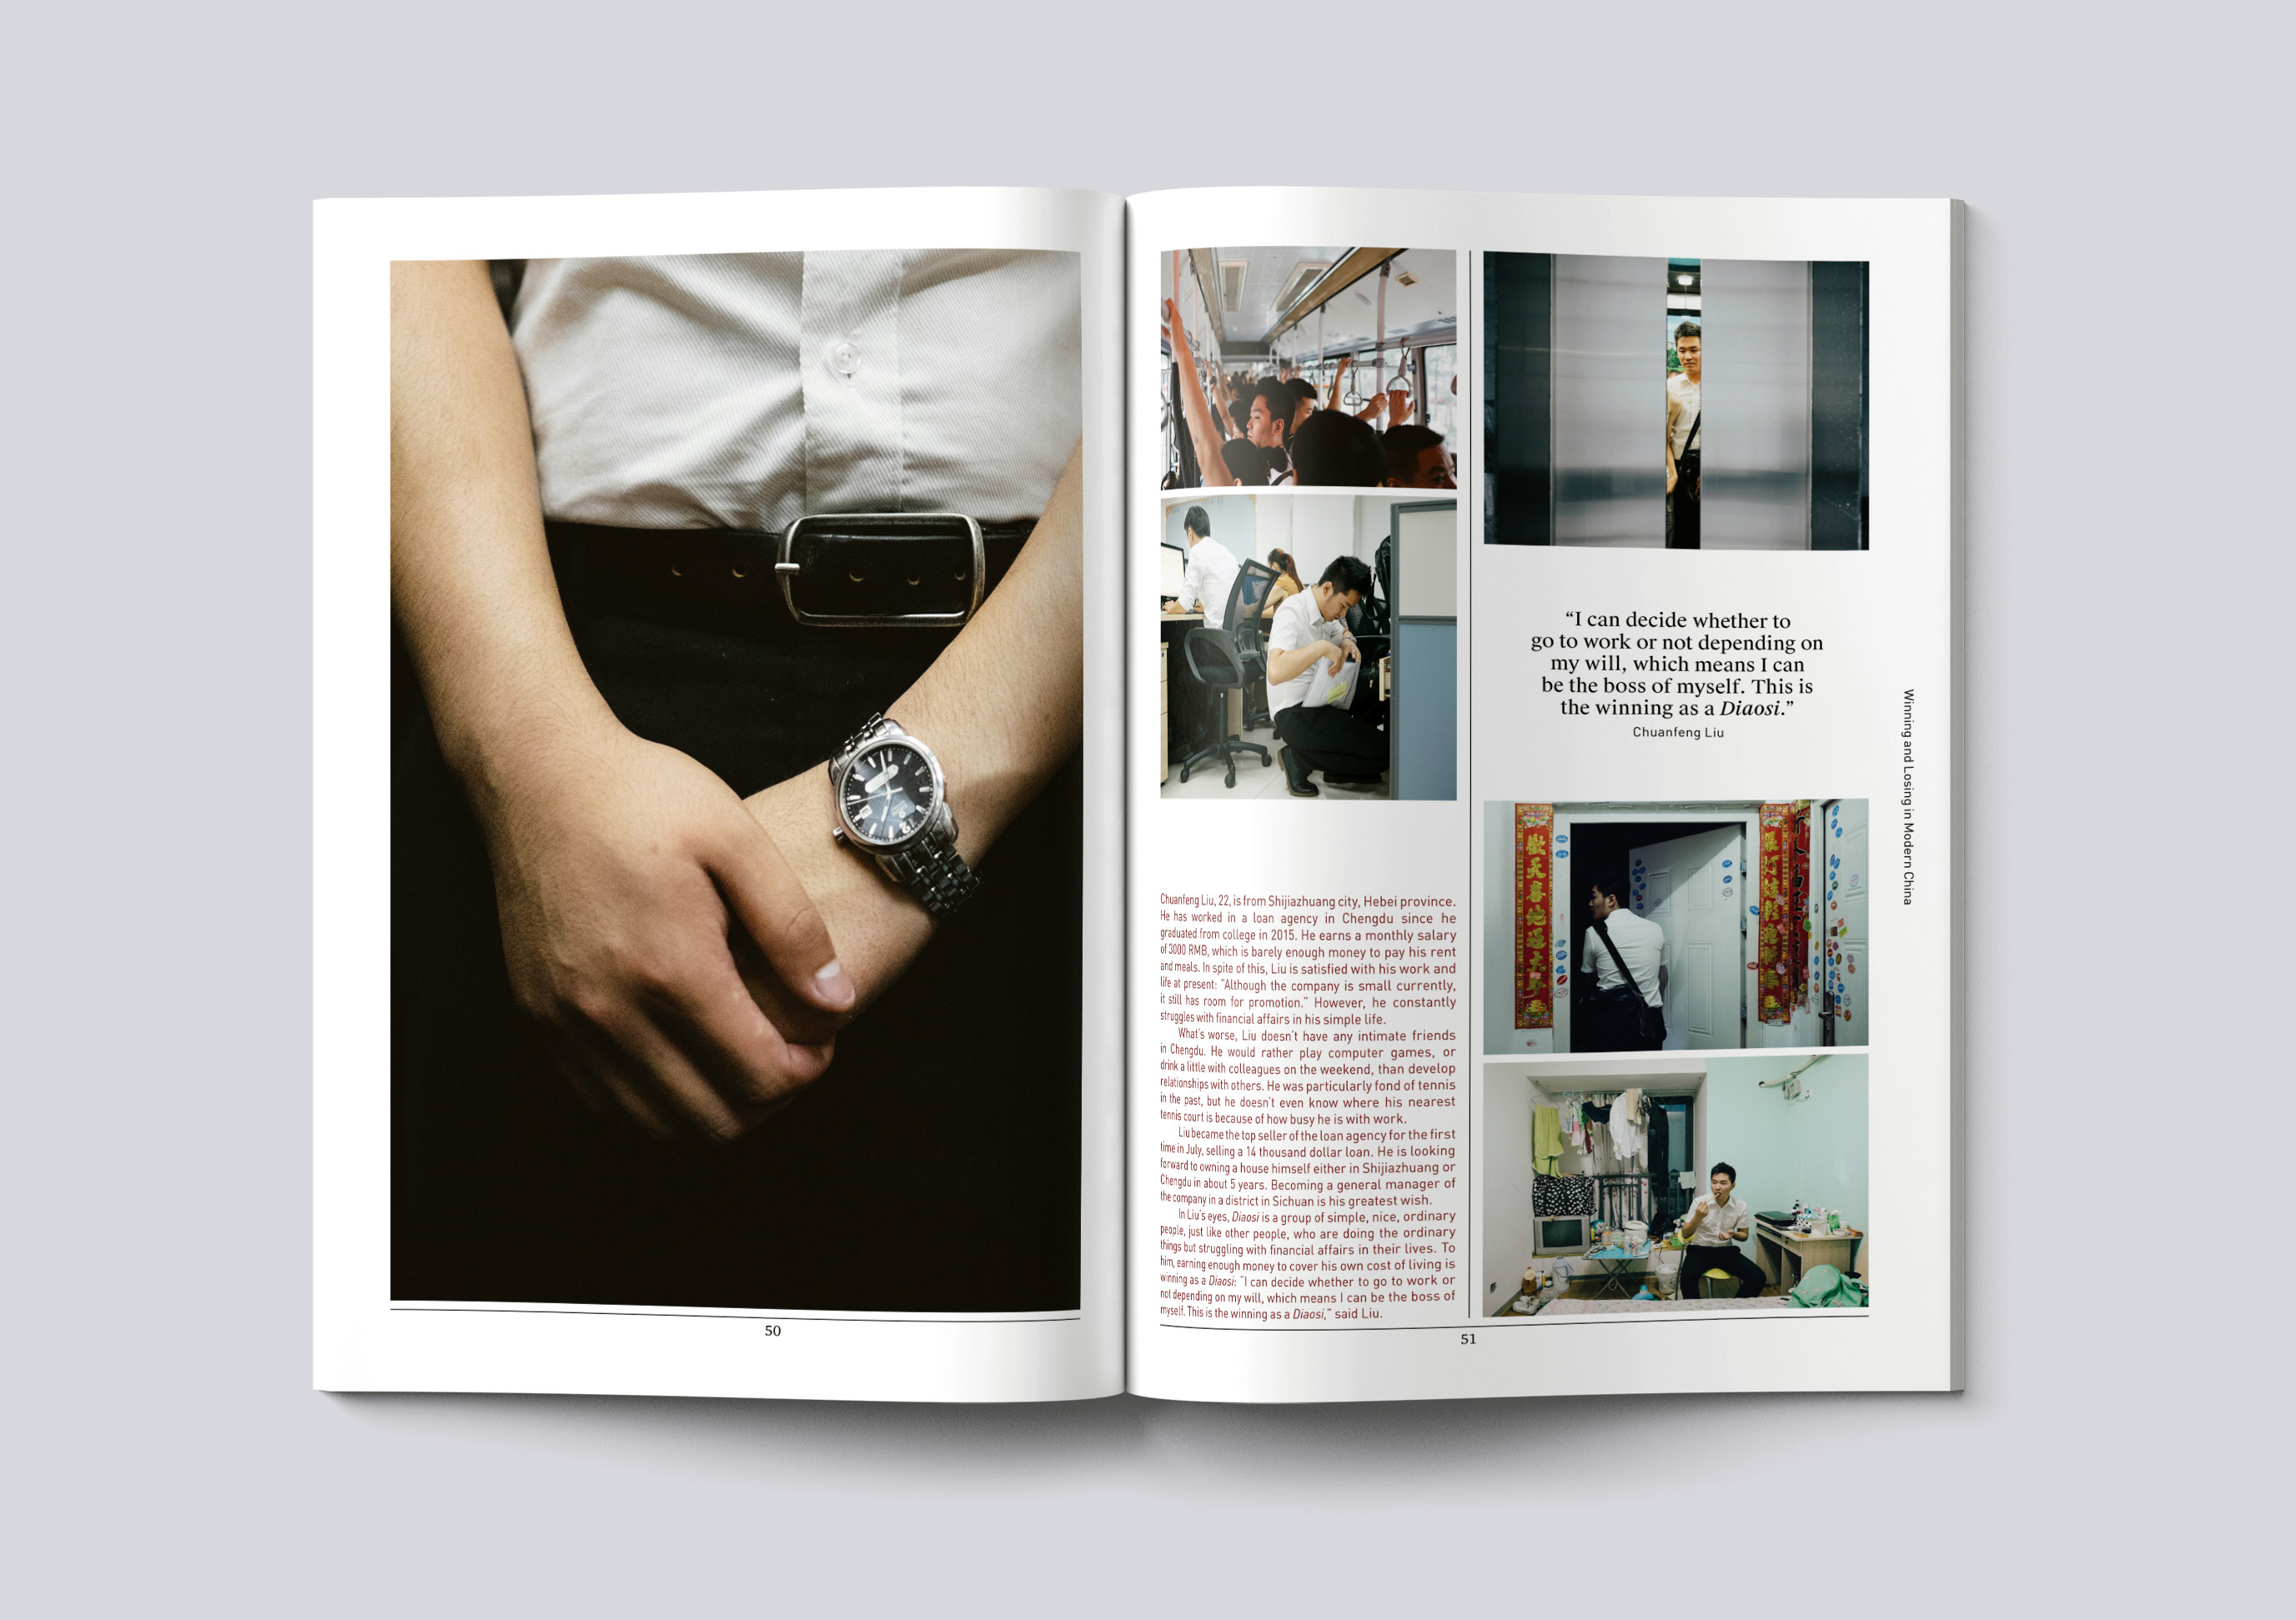 50
Chuanfeng Liu, 22, is from Shijiazhuang city, Hebei province.
He has worked in a loan agency in Chengdu since he
graduated from college in 2015. He earns a monthly salary
of 3000 RMB, which is barely enough money to pay his rent
and meals. In spite of this, Liu is satisfied with his work and
life at present: "Although the company is small currently,
it still has room for promotion." However, he constantly
struggles with financial affairs in his simple life.
What's worse, Liu doesn't have any intimate friends
in Chengdu. He would rather play computer games, or
drink a little with colleagues on the weekend, than develop
relationships with others. He was particularly fond of tennis
in the past, but he doesn't even know where his nearest
tennis court is because of how busy he is with work.
Liu became the top seller of the loan agency for the first
time in July, selling a 14 thousand dollar loan. He is looking
forward to owning a house himself either in Shijiazhuang or
Chengdu in about 5 years. Becoming a general manager of
the company in a district in Sichuan is his greatest wish.
In Liu's eyes, Diaosi is a group of simple, nice, ordinary
people, just like other people, who are doing the ordinary
things but struggling with financial affairs in their lives. To
him, earning enough money to cover his own cost of living is
winning as a Diaosi: "I can decide whether to go to work or
not depending on my will, which means I can be the boss of
myself. This is the winning as a Diaosi," said Liu.
“I can decide whether to
go to work or not depending on
my will, which means I can
be the boss of myself. This is
the winning as a Diaosi.”
Chuanfeng Liu
歡天喜地過大年
51
Winning and Losing in Modern China